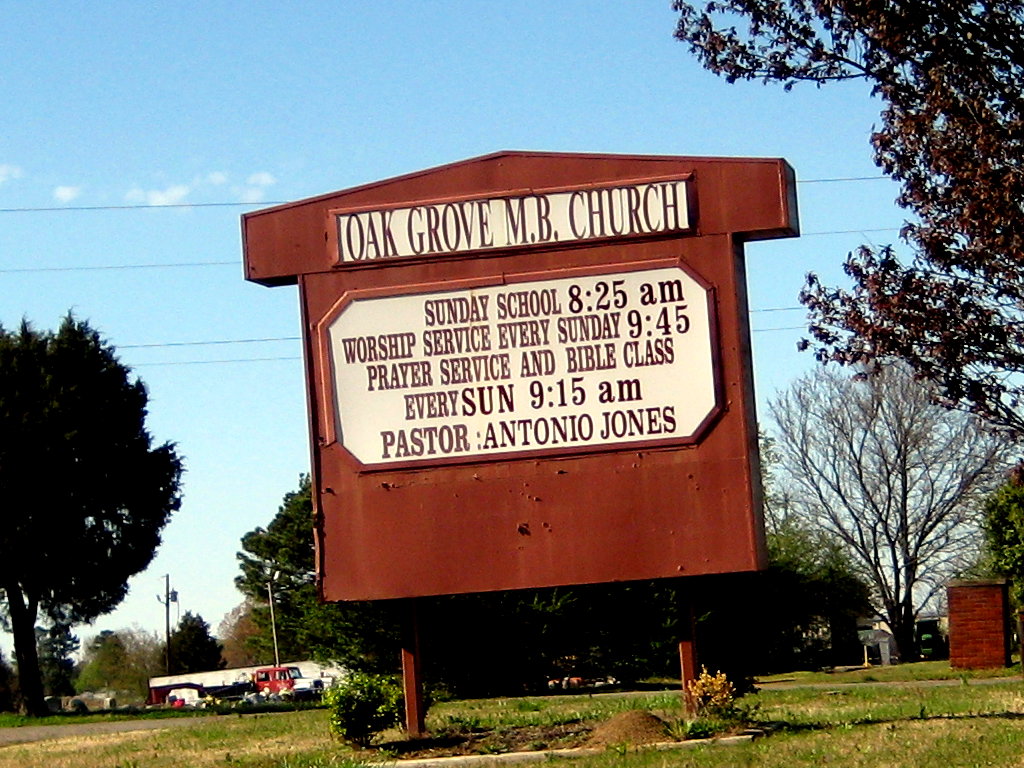 OAK GROVE M.B. CHURCH
SUNDAY SCHOOL 8:25 am
WORSHIP SERVICE EVERY SUNDAY 9:45
PRAYER SERVICE AND BIBLE CLASS
EVERY SUN 9:15 am
PASTOR :ANTONIO JONES